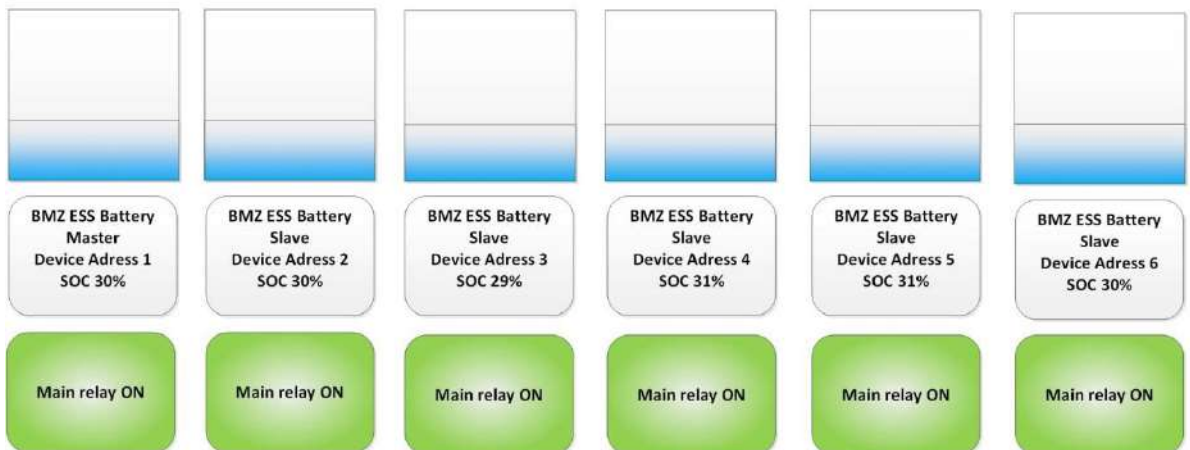 BMZ ESS Battery
Master
Device Adress 1
SOC 30%
BMZ ESS Battery
Slave
Device Adress 2
SOC 30%
BMZ ESS Battery
Slave
Device Adress 3
SOC 29%
BMZ ESS Battery
Slave
Device Adress 4
SOC 31%
BMZ ESS Battery
Slave
Device Adress 5
SOC 31%
BMZ ESS Battery
Slave
Device Adress 6
SOC 30%
Main relay ON
Main relay ON
Main relay ON
Main relay ON
Main relay ON
Main relay ON